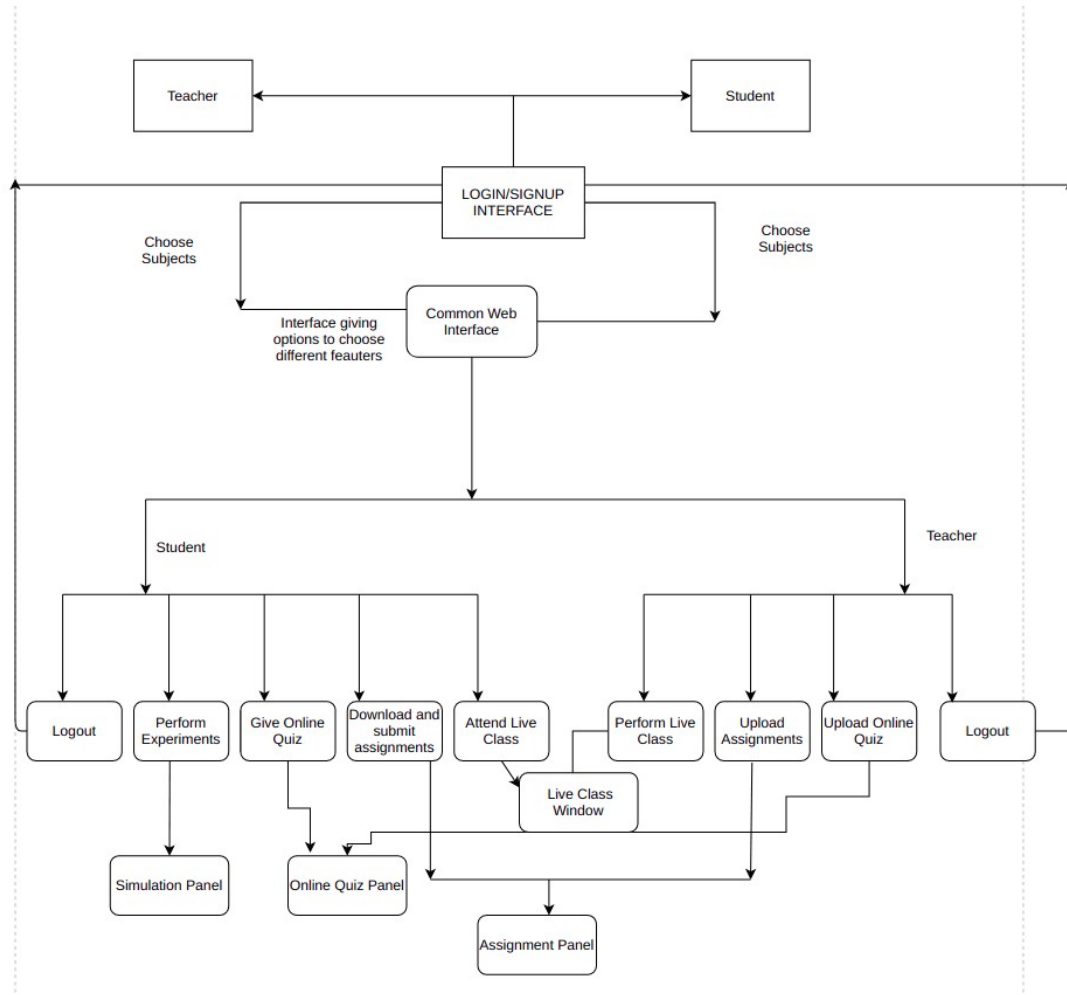 Teacher
Student
LOGIN/SIGNUP
INTERFACE
Choose
Subjects
Choose
Subjects
Common Web
Interface
Interface giving
options to choose
different feauters
Student
Teacher
Logout
Perform
Experiments
Give Online
Quiz
Download and
submit
assignments
Attend Live
Class
Perform Live
Class
Upload
Assignments
Upload Online
Quiz
Logout
Live Class
Window
Simulation Panel
Online Quiz Panel
Assignment Panel